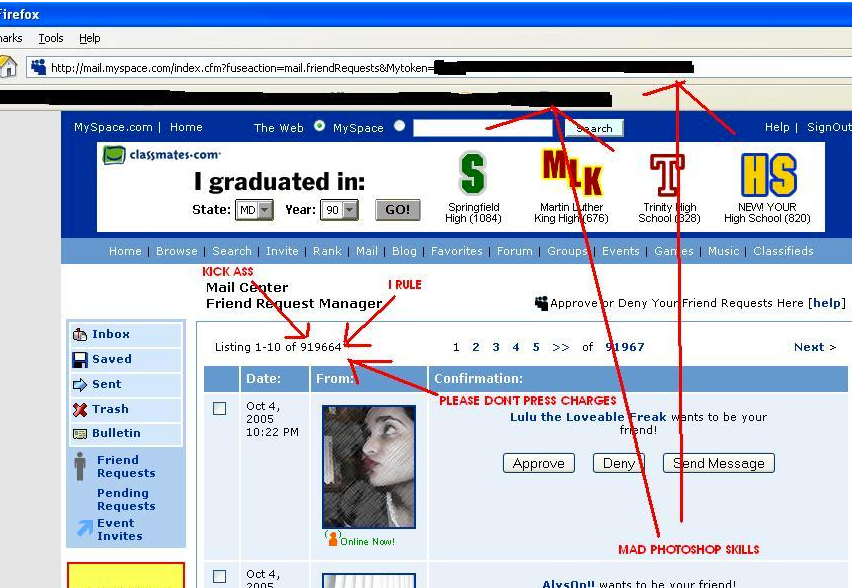 Firefox
marks Tools Help
http://mail.myspace.com/index.cfm?fuseaction=mail.friendRequests&Mytoken=
MySpace.com | Home The Web MySpace Search Help | SignOut
classmates.com
I graduated in:
State: MD Year: 90 GO!
S
Springfield
High (1084)
MLK
Martin Luther
King High (676)
T
Trinity High
School (328)
HS
NEW! YOUR
High School (820)
Home | Browse | Search | Invite | Rank | Mail | Blog | Favorites | Forum | Groups | Events | Games | Music | Classifieds
KICK ASS
I RULE
Mail Center
Friend Request Manager
Approve or Deny Your Friend Requests Here [help]
Inbox
Saved
Sent
Trash
Bulletin
Friend
Requests
Pending
Requests
Event
Invites
Listing 1-10 of 919664 1 2 3 4 5 >> of 91967 Next >
Date: From: Confirmation:
PLEASE DON'T PRESS CHARGES
Oct 4,
2005
10:22 PM
Online Now!
Lulu the Loveable Freak wants to be your
friend!
Approve Deny Send Message
MAD PHOTOSHOP SKILLS
Oct 4,
2005
AlysOn!! wants to be your friend!